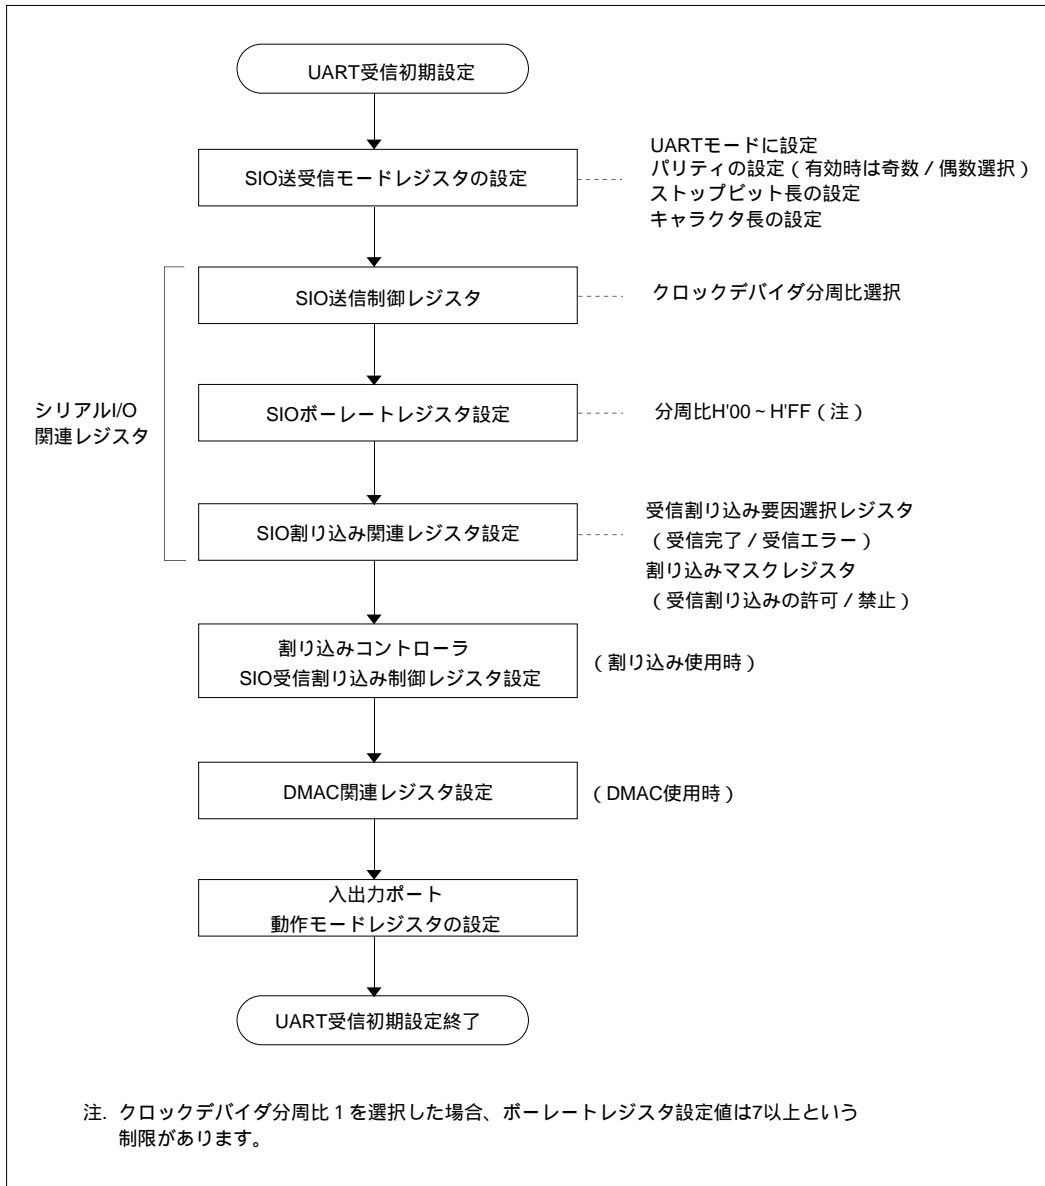 UART受信初期設定
SIO送受信モードレジスタの設定
UARTモードに設定
パリティの設定（有効時は奇数／偶数選択）
ストップビット長の設定
キャラクタ長の設定
シリアルI/O
関連レジスタ
SIO送信制御レジスタ
クロックデバイダ分周比選択
SIOボーレートレジスタ設定
分周比H'00～H'FF（注）
SIO割り込み関連レジスタ設定
受信割り込み要因選択レジスタ
（受信完了／受信エラー）
割り込みマスクレジスタ
（受信割り込みの許可／禁止）
割り込みコントローラ
SIO受信割り込み制御レジスタ設定
（割り込み使用時）
DMAC関連レジスタ設定
（DMAC使用時）
入出力ポート
動作モードレジスタの設定
UART受信初期設定終了
注. クロックデバイダ分周比１を選択した場合、ボーレートレジスタ設定値は7以上という
制限があります。